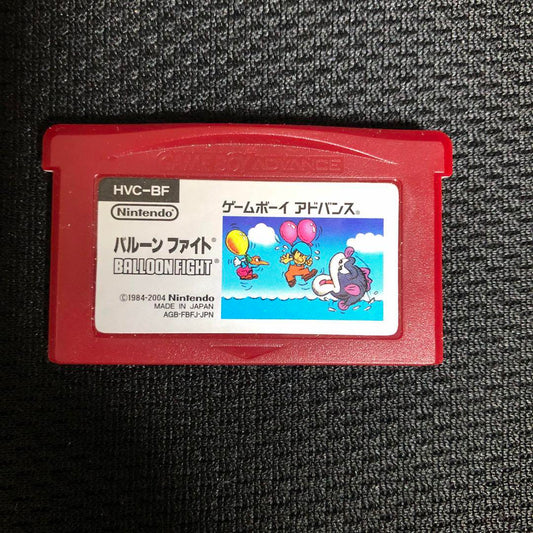 GAME BOY ADVANCE
HVC-BF
Nintendo
ゲームボーイ アドバンス®
バルーン ファイト®
BALLOON FIGHT®
©1984-2004 Nintendo
MADE IN JAPAN
AGB-FBFJ-JPN